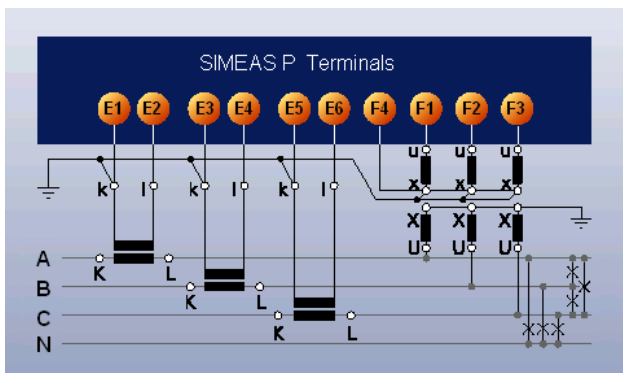 SIMEAS P Terminals
E1 E2 E3 E4 E5 E6 F4 F1 F2 F3
u u u
k l k l k l x x x
X X X
A K L U U U
B K L
C K L
N